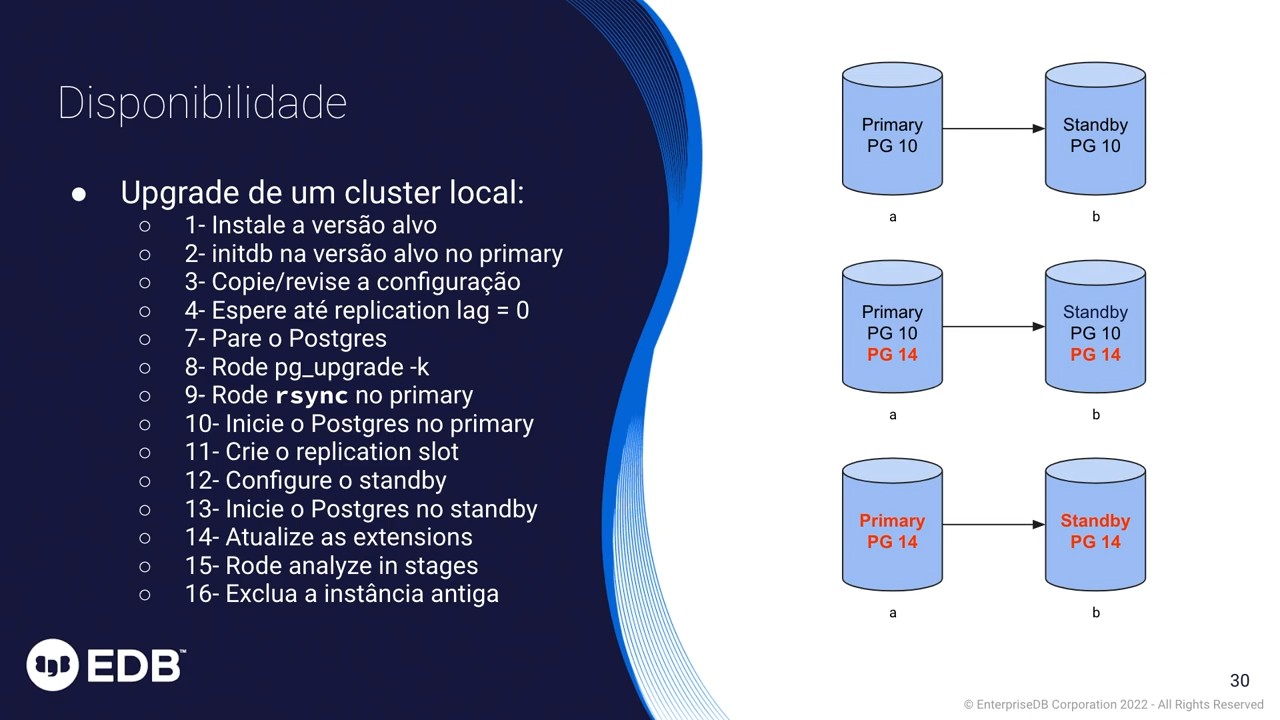 Disponibilidade
● Upgrade de um cluster local:
○ 1- Instale a versão alvo
○ 2- initdb na versão alvo no primary
○ 3- Copie/revise a configuração
○ 4- Espere até replication lag = 0
○ 7- Pare o Postgres
○ 8- Rode pg_upgrade -k
○ 9- Rode rsync no primary
○ 10- Inicie o Postgres no primary
○ 11- Crie o replication slot
○ 12- Configure o standby
○ 13- Inicie o Postgres no standby
○ 14- Atualize as extensions
○ 15- Rode analyze in stages
○ 16- Exclua a instância antiga
EDB™
Primary
PG 10
a
Standby
PG 10
b
Primary
PG 10
PG 14
a
Standby
PG 10
PG 14
b
Primary
PG 14
a
Standby
PG 14
b
30
© EnterpriseDB Corporation 2022 - All Rights Reserved